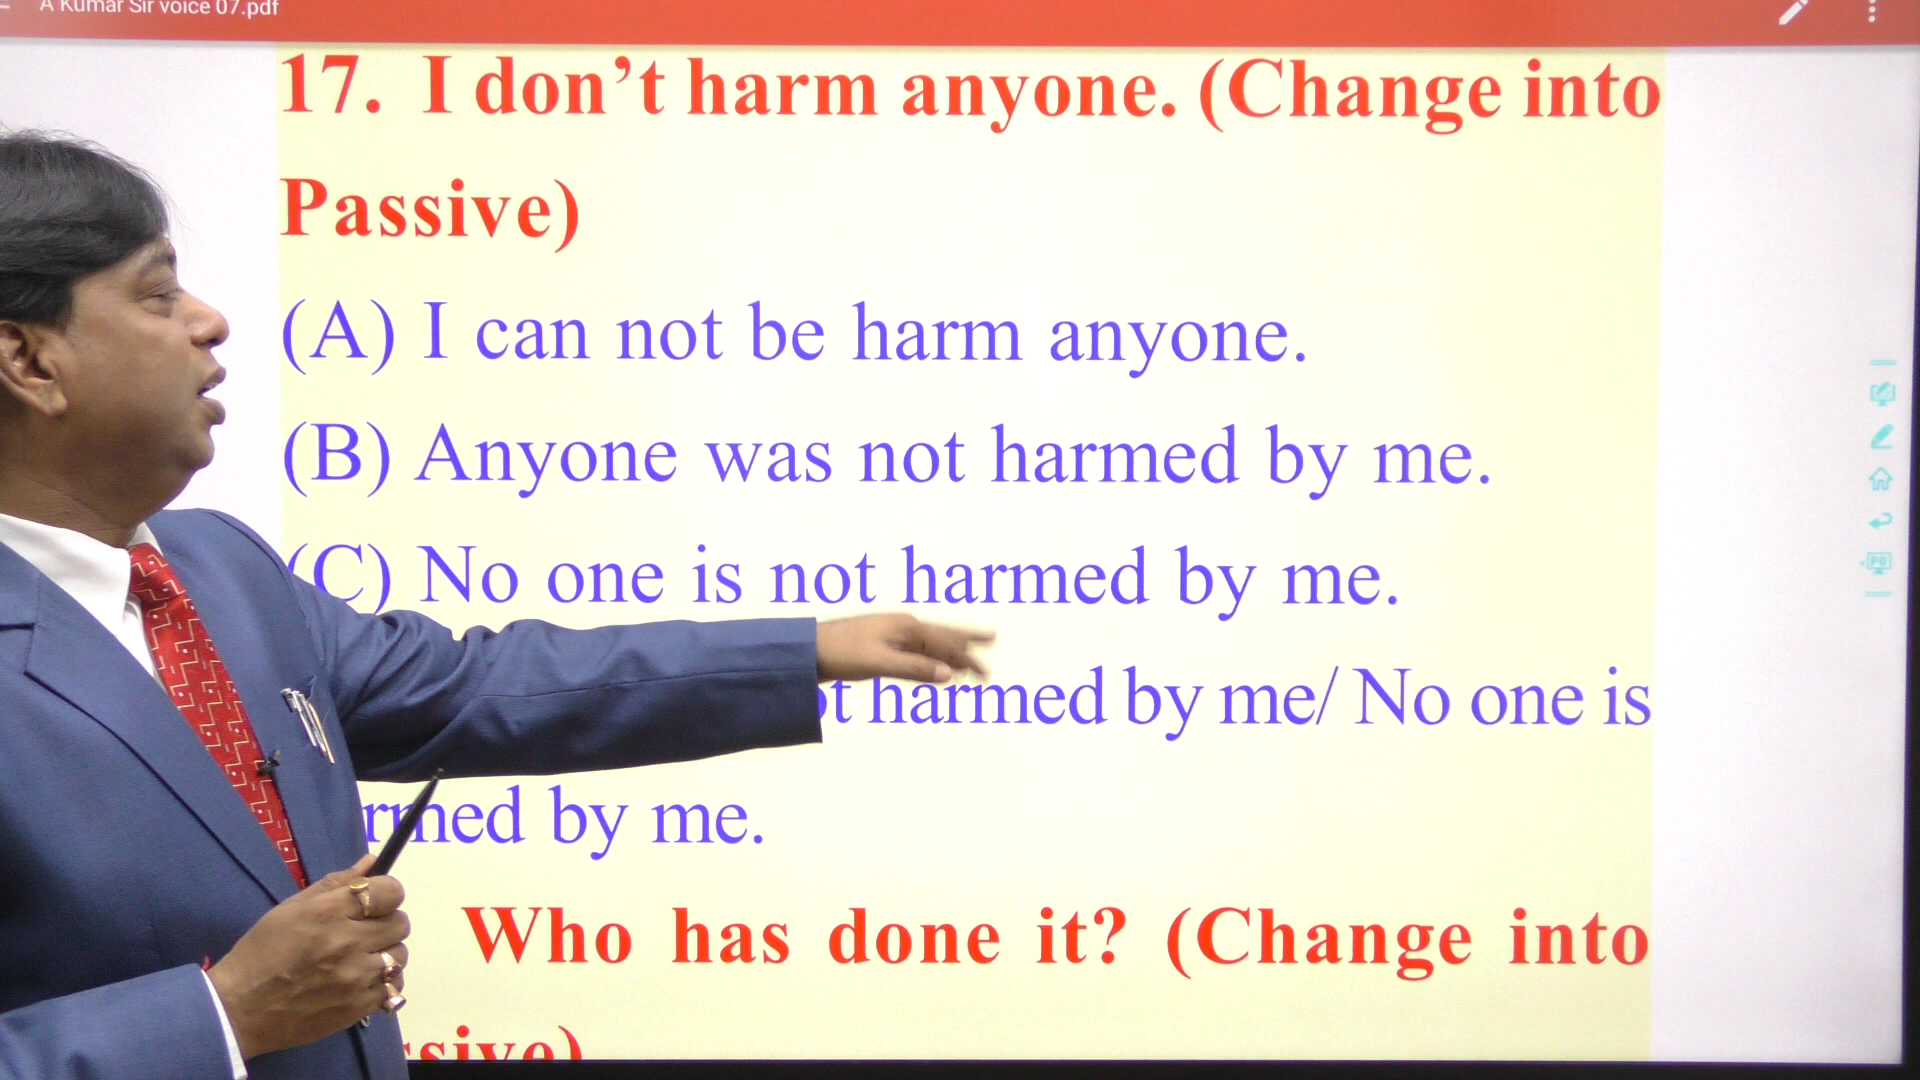 A Kumar Sir voice 07.pdf
17. I don’t harm anyone. (Change into
Passive)
(A) I can not be harm anyone.
(B) Anyone was not harmed by me.
(C) No one is not harmed by me.
harmed by me/ No one is
by me.
Who has done it? (Change into